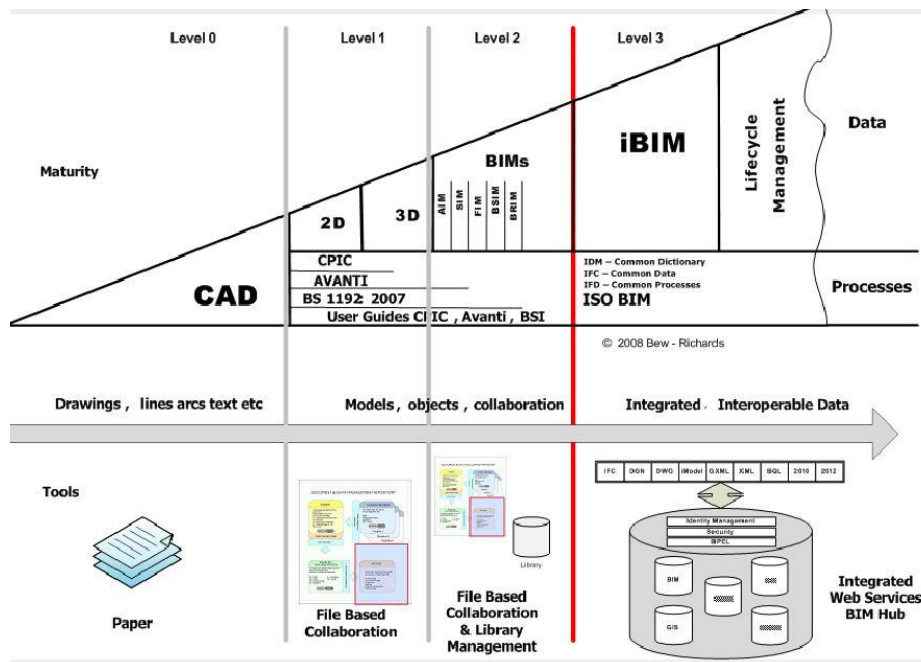 Level 0
Level 1
Level 2
Level 3
Maturity
Data
Processes
CAD
2D
3D
BIMs
AIM
SIM
FIM
BSIM
BRIM
iBIM
Lifecycle
Management
CPIC
AVANTI
BS 1192: 2007
User Guides CPIC , Avanti , BSI
IDM – Common Dictionary
IFC – Common Data
IFD – Common Processes
ISO BIM
© 2008 Bew - Richards
Drawings , lines arcs text etc
Models, objects, collaboration
Integrated , Interoperable Data
Tools
Paper
DOCUMENT & DATA MANAGEMENT REPOSITORY
File Based
Collaboration
Library
File Based
Collaboration
& Library
Management
IFC DGN DWG iModel GXML XML SQL 2010 2012
Identity Management
Security
BPEL
BIM
GIS
Integrated
Web Services
BIM Hub